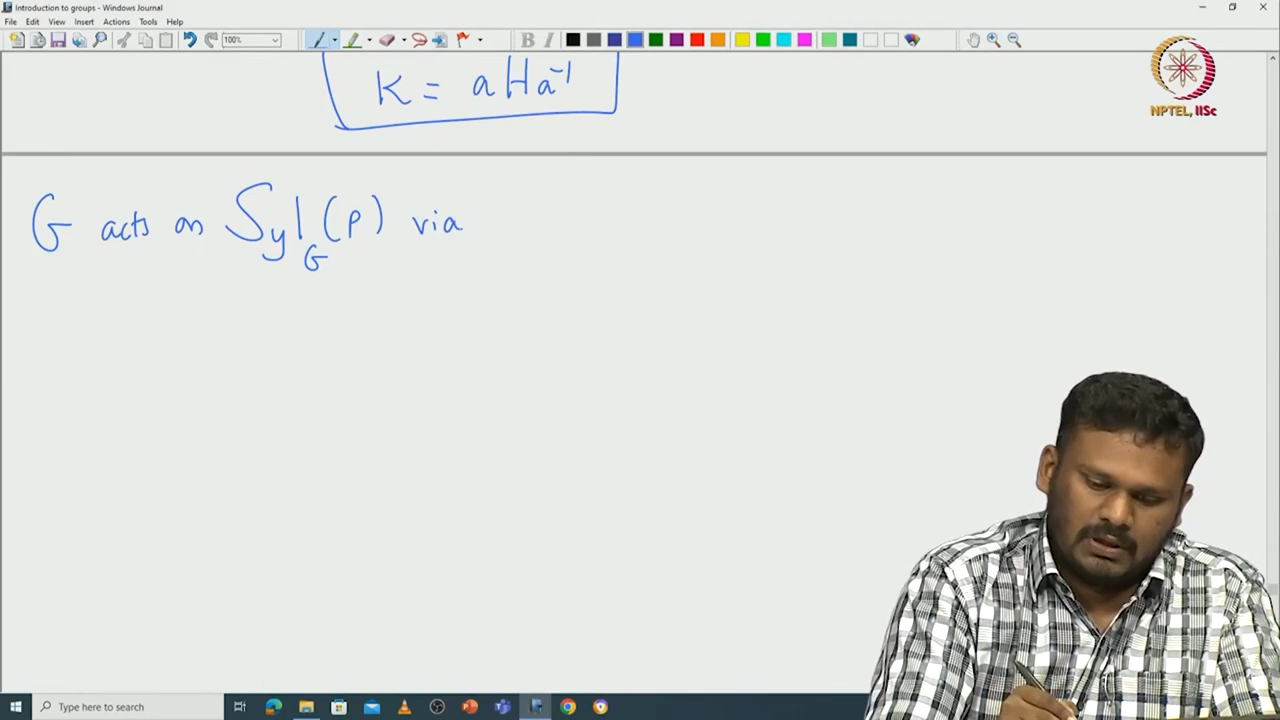 Introduction to groups - Windows Journal
File Edit View Insert Actions Tools Help
100%
B I
NPTEL, IISc
K = aHa⁻¹
G acts on Syl_G(p) via
Type here to search